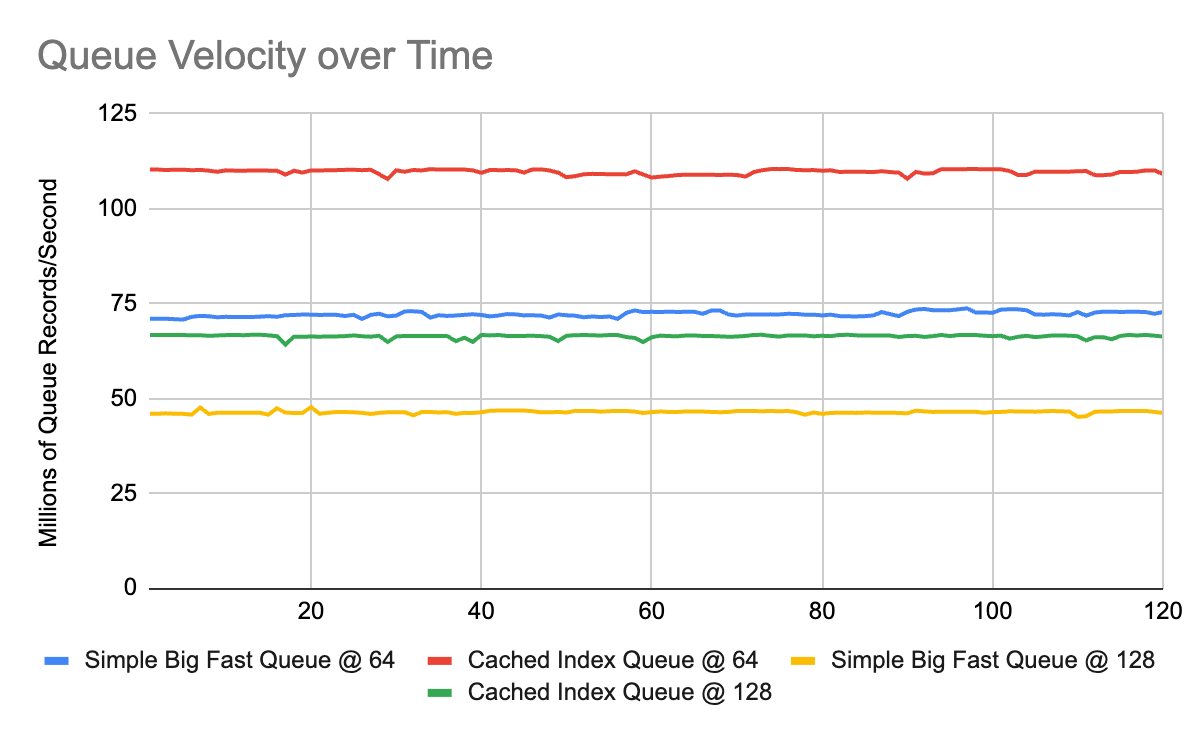 Queue Velocity over Time
Millions of Queue Records/Second
125
100
75
50
25
0
20 40 60 80 100 120
Simple Big Fast Queue @ 64 Cached Index Queue @ 64 Simple Big Fast Queue @ 128
Cached Index Queue @ 128